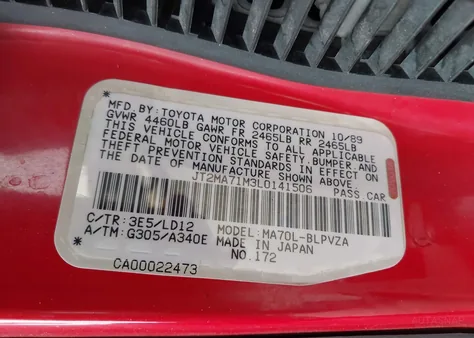 MFD. BY: TOYOTA MOTOR CORPORATION 10/89
GVWR 4460LB GAWR FR 2465LB RR 2465LB
THIS VEHICLE CONFORMS TO ALL APPLICABLE
FEDERAL MOTOR VEHICLE SAFETY, BUMPER AND
THEFT PREVENTION STANDARDS IN EFFECT ON
THE DATE OF MANUFACTURE SHOWN ABOVE.
*JT2MA71M3L0141506* PASS CAR
C/TR: 3E5/LD12 MODEL: MA70L-BLPVZA
A/TM: G305/A340E MADE IN JAPAN
NO.172
CA00022473